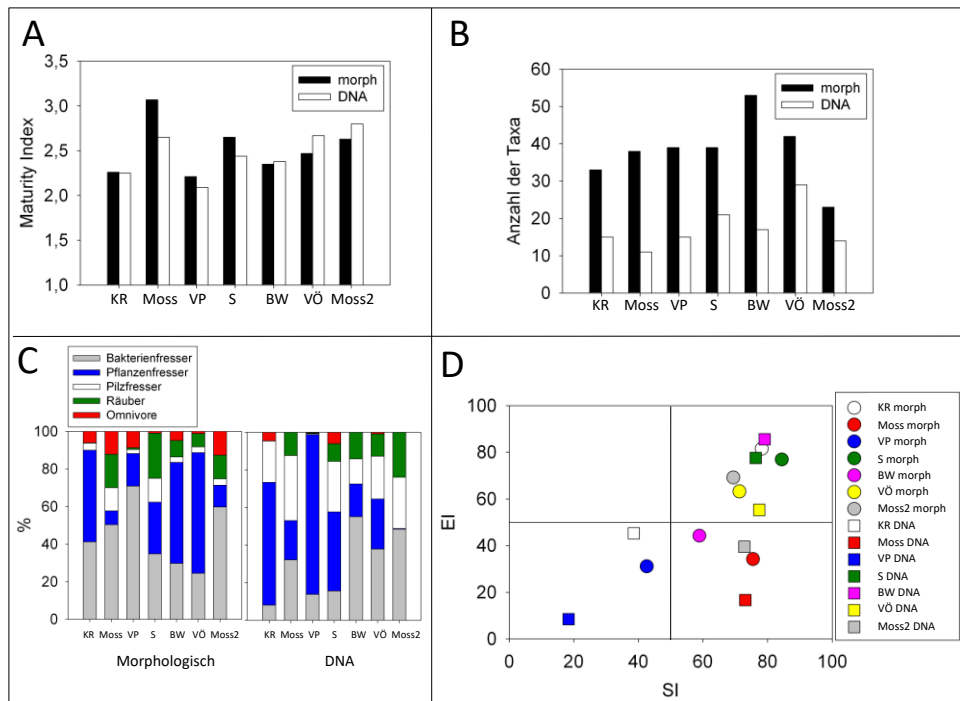 A
3,5
3,0
2,5
2,0
1,5
1,0
Maturity Index
morph
DNA
KR Moss VP S BW VÖ Moss2
B
60
50
40
30
20
10
0
Anzahl der Taxa
morph
DNA
KR Moss VP S BW VÖ Moss2
C
Bakterienfresser
Pflanzenfresser
Pilzfresser
Räuber
Omnivore
100
80
60
40
20
0
%
KR Moss VP S BW VÖ Moss2
KR Moss VP S BW VÖ Moss2
Morphologisch
DNA
D
100
80
60
40
20
0
EI
0 20 40 60 80 100
SI
KR morph
Moss morph
VP morph
S morph
BW morph
VÖ morph
Moss2 morph
KR DNA
Moss DNA
VP DNA
S DNA
BW DNA
VÖ DNA
Moss2 DNA